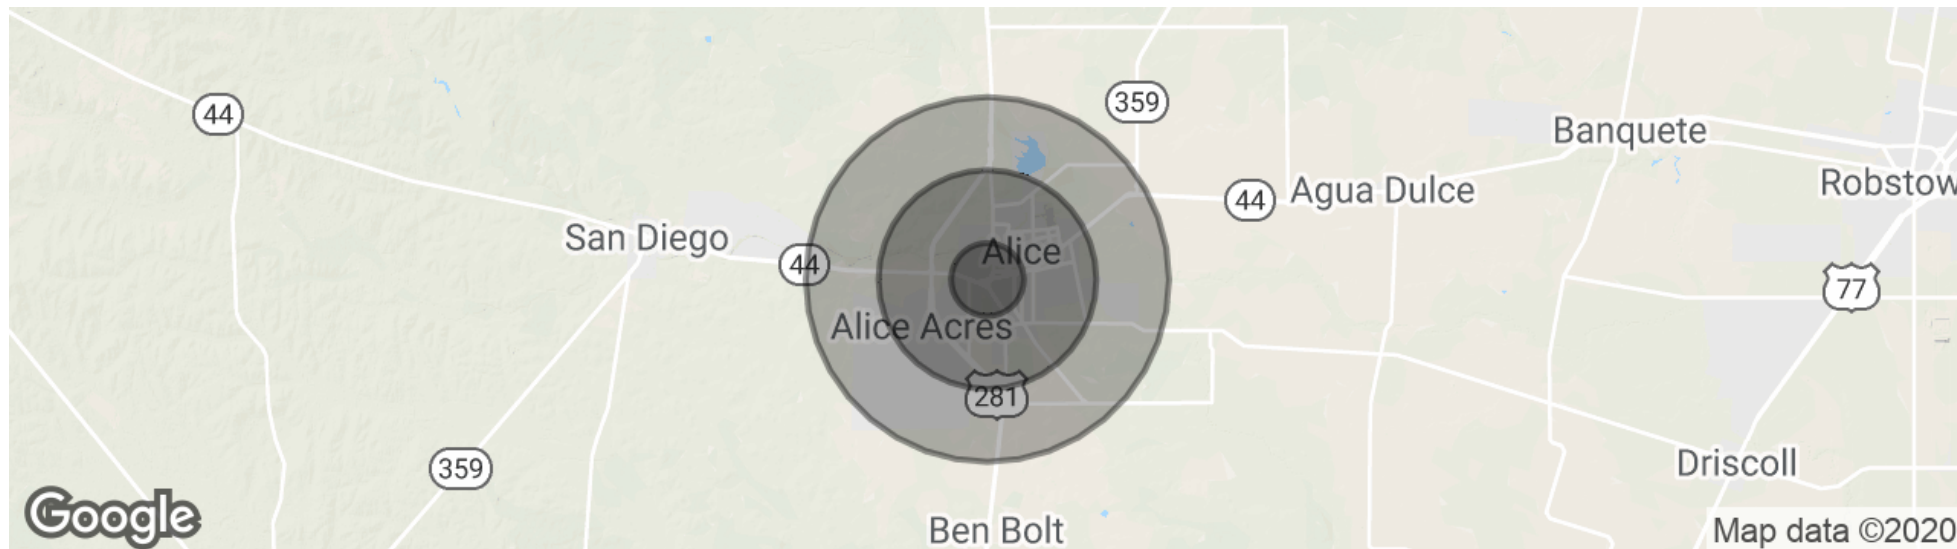 359
44
Banquete
Robstow
44
Agua Dulce
San Diego
Alice
44
77
Alice Acres
281
Driscoll
359
Google
Ben Bolt
Map data ©2020